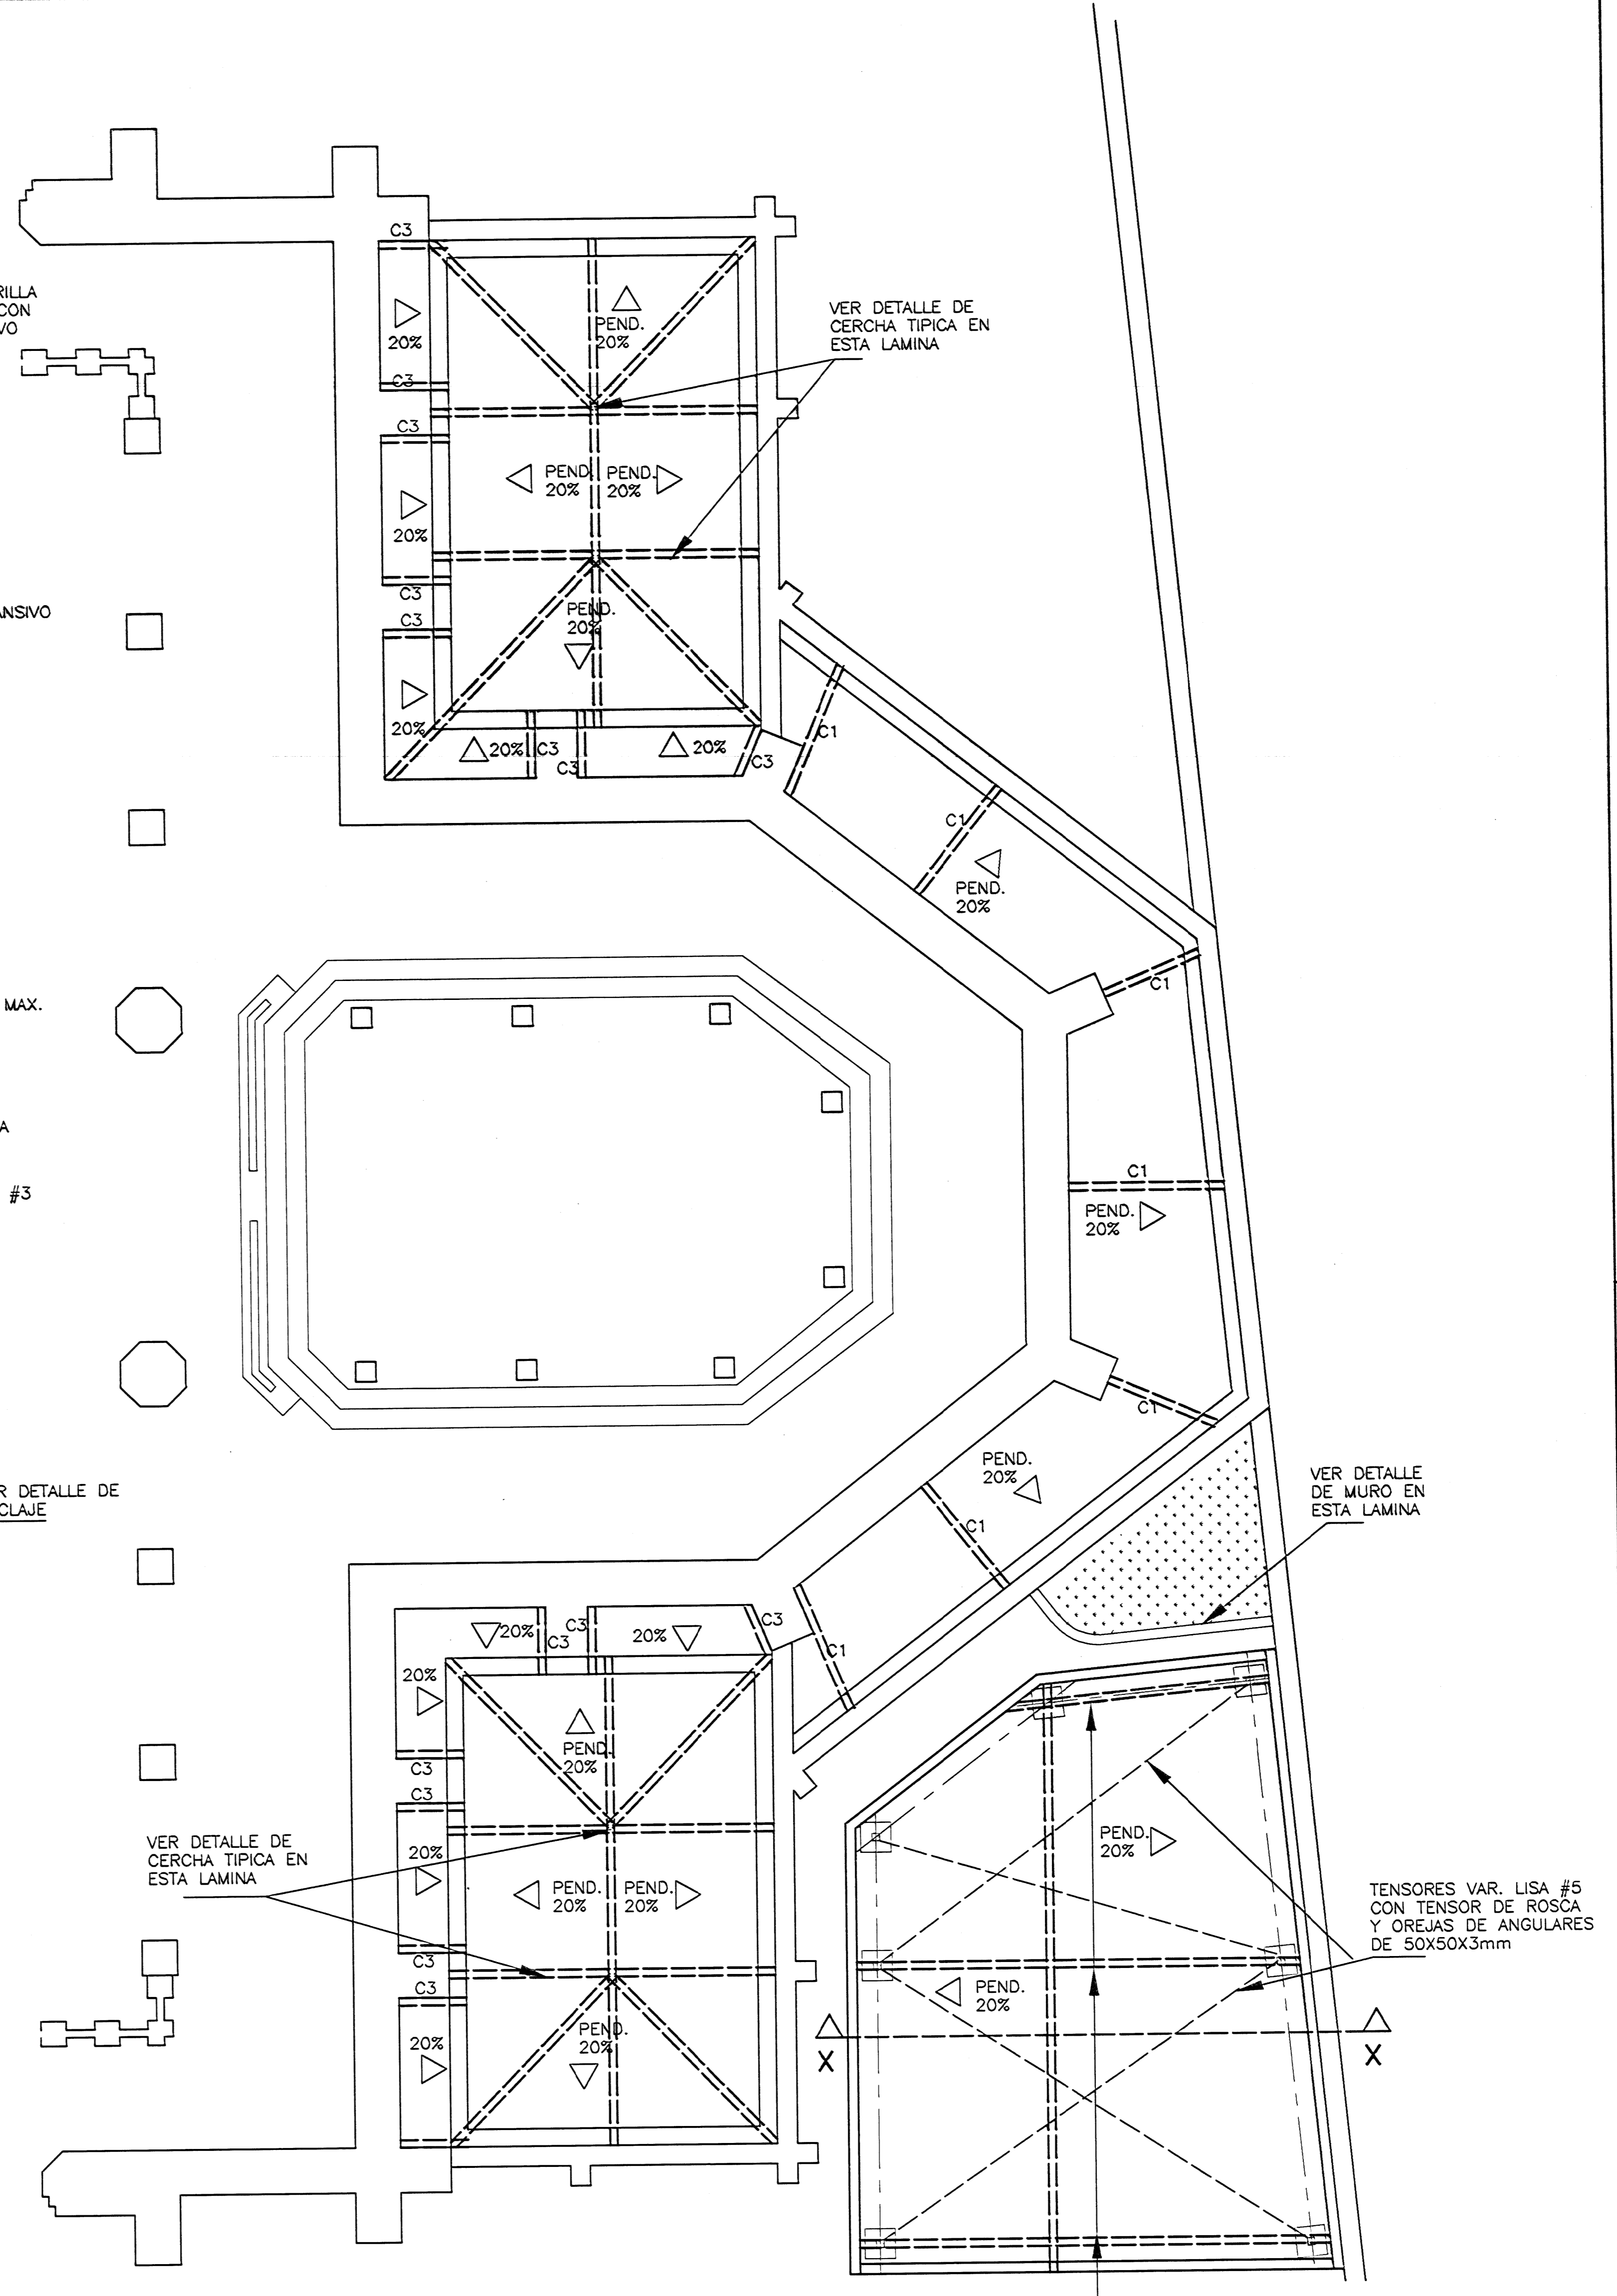 C3
RILLA
CON
VO
20%
PEND.
20%
VER DETALLE DE
CERCHA TIPICA EN
ESTA LAMINA
C3
C3
PEND.
20%
PEND.
20%
20%
C3
ANSIVO
C3
PEND.
20%
20%
20%
C3
C3
20%
C3
C1
C1
PEND.
20%
C1
MAX.
A
#3
C1
PEND.
20%
C1
PEND.
20%
VER DETALLE
DE MURO EN
ESTA LAMINA
R DETALLE DE
CLAJE
C1
20%
C3
C3
20%
C3
C1
20%
PEND.
20%
C3
C3
VER DETALLE DE
CERCHA TIPICA EN
ESTA LAMINA
20%
PEND.
20%
PEND.
20%
PEND.
20%
TENSORES VAR. LISA #5
CON TENSOR DE ROSCA
Y OREJAS DE ANGULARES
DE 50X50X3mm
C3
C3
PEND.
20%
20%
PEND.
20%
X
X